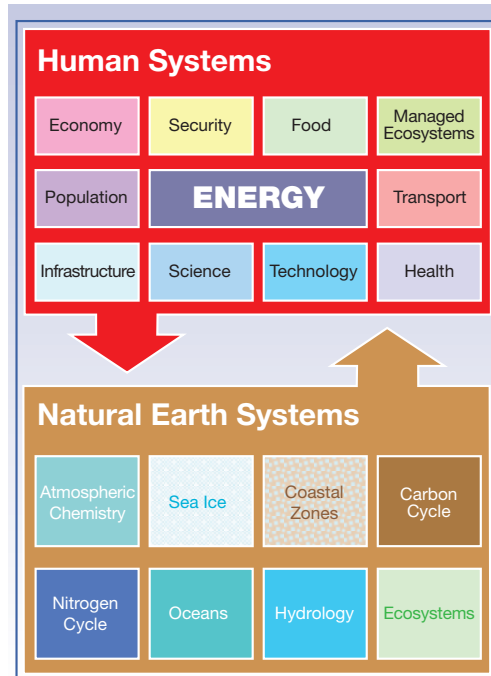 Human Systems
Economy
Security
Food
Managed
Ecosystems
Population
ENERGY
Transport
Infrastructure
Science
Technology
Health
Natural Earth Systems
Atmospheric
Chemistry
Sea Ice
Coastal
Zones
Carbon
Cycle
Nitrogen
Cycle
Oceans
Hydrology
Ecosystems